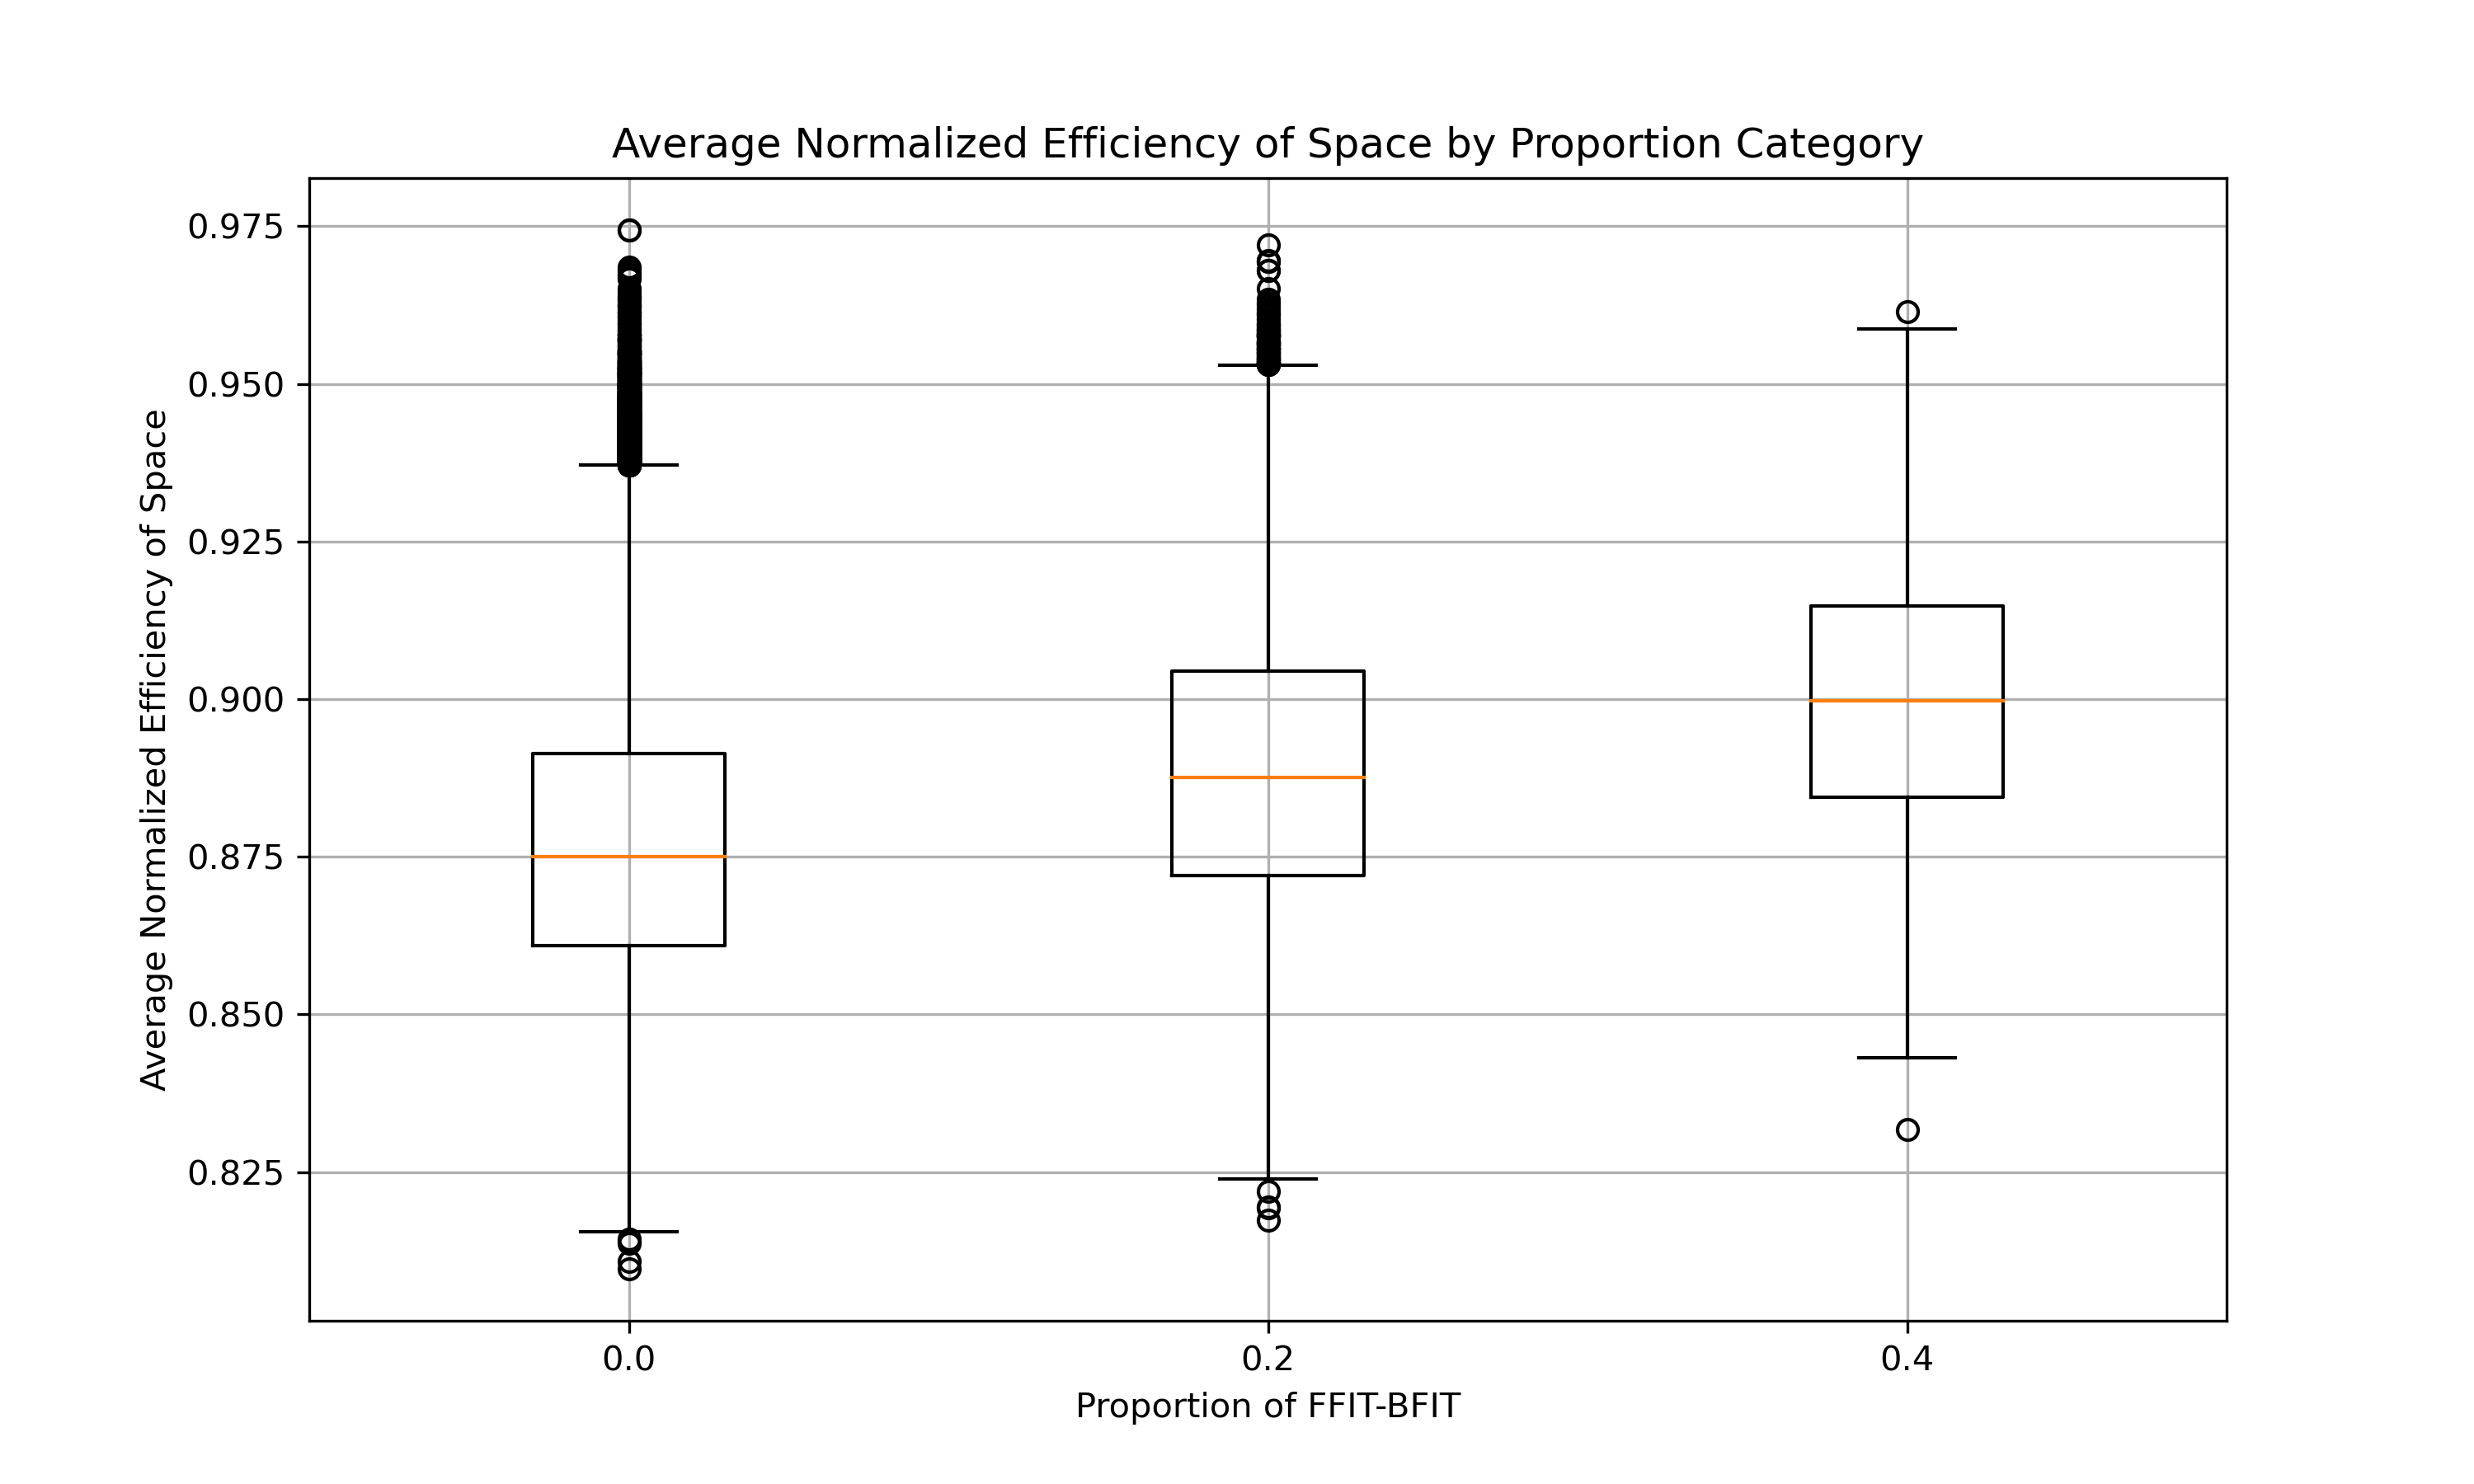 Average Normalized Efficiency of Space by Proportion Category
Average Normalized Efficiency of Space
0.975
0.950
0.925
0.900
0.875
0.850
0.825
0.0 0.2 0.4
Proportion of FFIT-BFIT